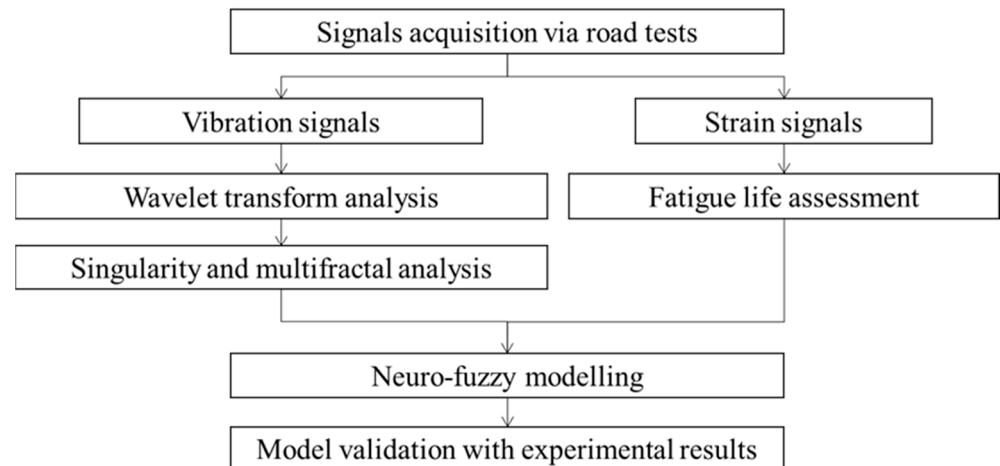 Signals acquisition via road tests
Vibration signals
Strain signals
Wavelet transform analysis
Fatigue life assessment
Singularity and multifractal analysis
Neuro-fuzzy modelling
Model validation with experimental results